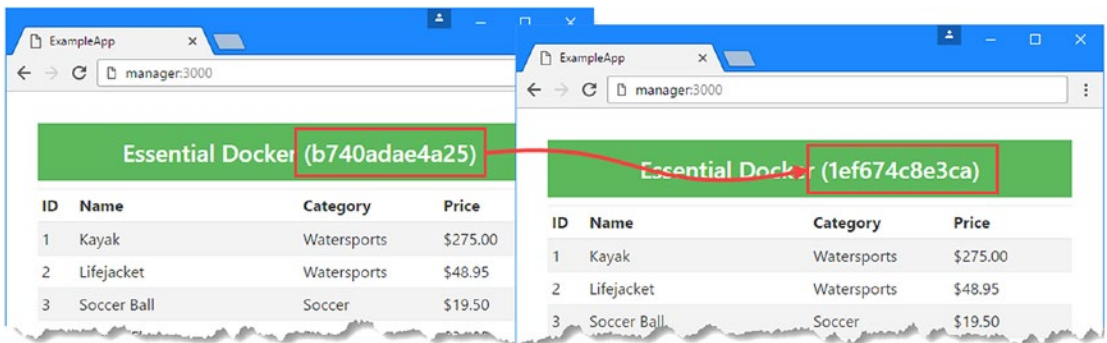 ExampleApp
manager:3000
Essential Docker (b740adae4a25)
ID Name Category Price
1 Kayak Watersports $275.00
2 Lifejacket Watersports $48.95
3 Soccer Ball Soccer $19.50
ExampleApp
manager:3000
Essential Docker (1ef674c8e3ca)
ID Name Category Price
1 Kayak Watersports $275.00
2 Lifejacket Watersports $48.95
3 Soccer Ball Soccer $19.50